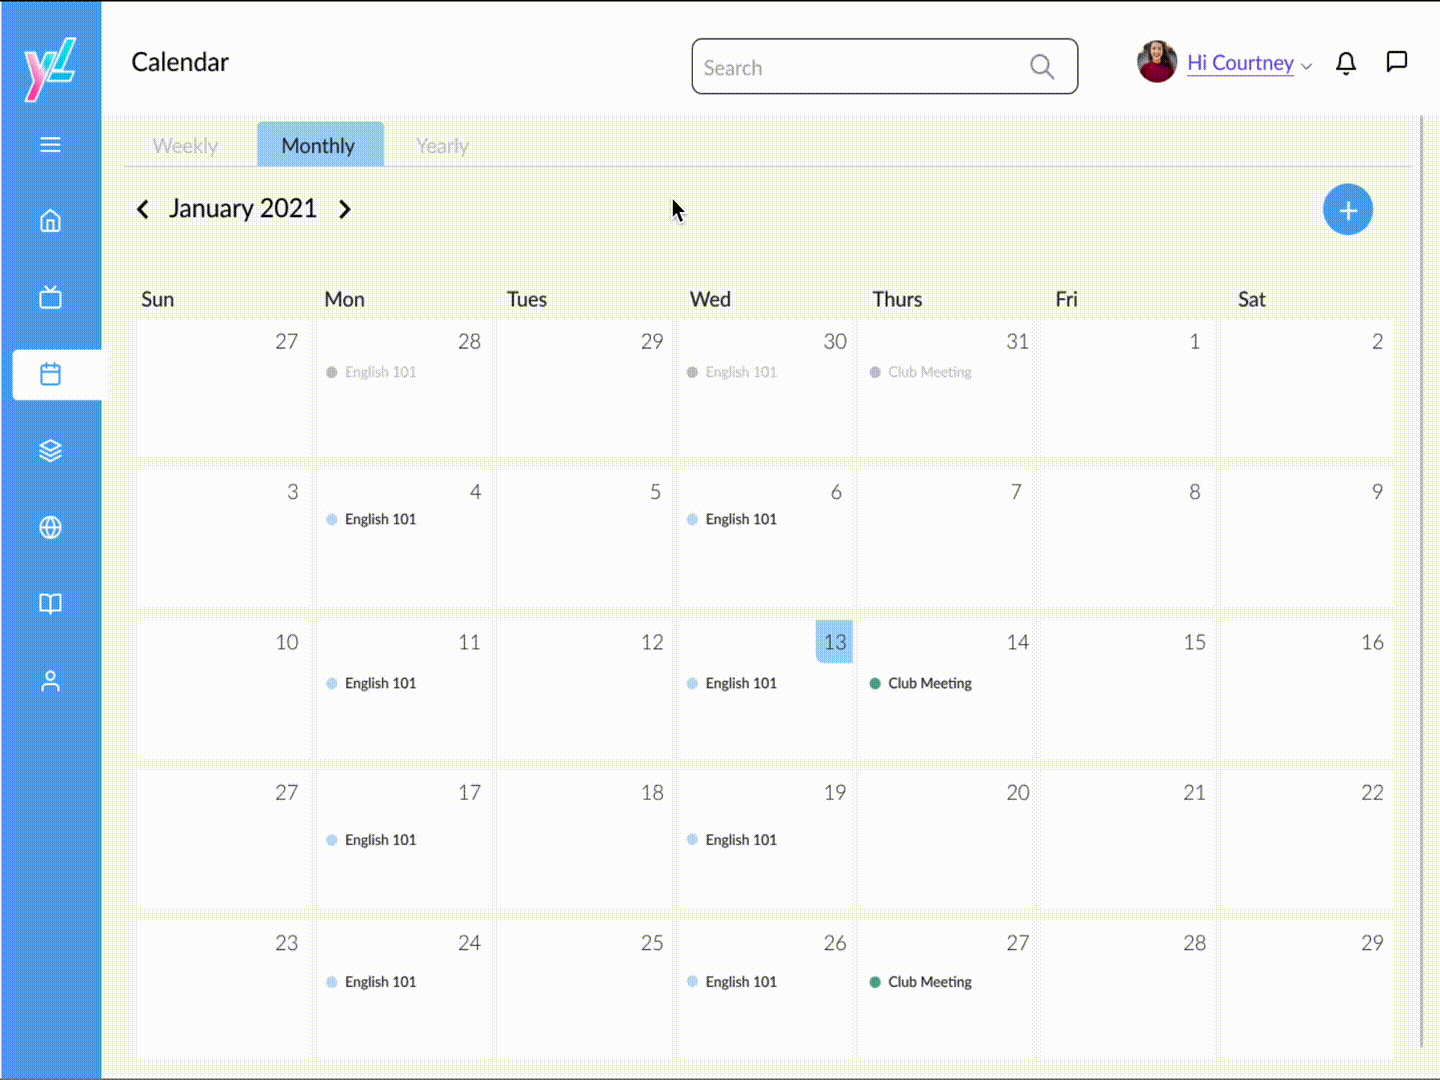 YL
Calendar
Search
Hi Courtney
Weekly
Monthly
Yearly
January 2021
Sun Mon Tues Wed Thurs Fri Sat
27 28 29 30 31 1 2
English 101 English 101 Club Meeting
3 4 5 6 7 8 9
English 101 English 101
10 11 12 13 14 15 16
English 101 English 101 Club Meeting
27 17 18 19 20 21 22
English 101 English 101
23 24 25 26 27 28 29
English 101 English 101 Club Meeting